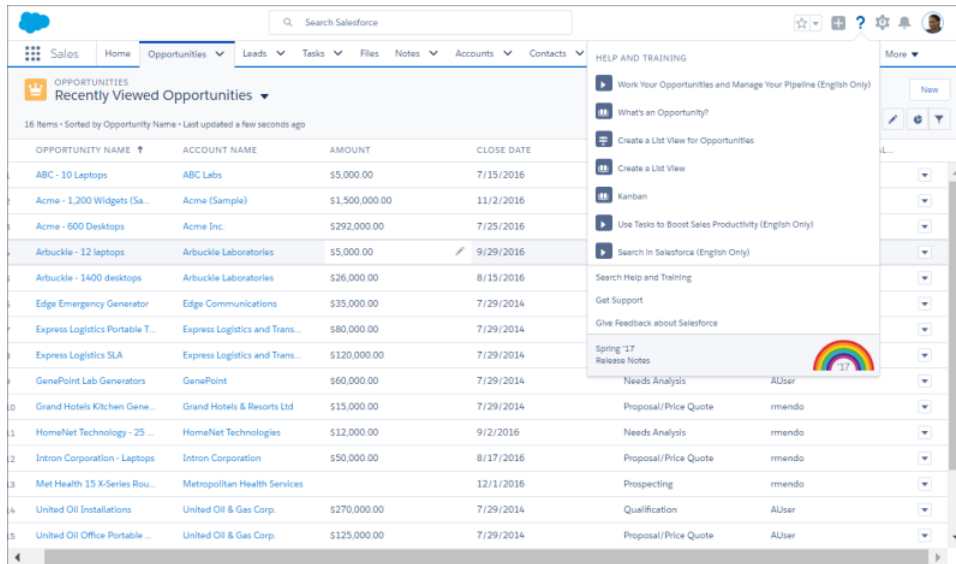 Search Salesforce
Sales Home Opportunities Leads Tasks Files Notes Accounts Contacts More
HELP AND TRAINING
Work Your Opportunities and Manage Your Pipeline (English Only)
What's an Opportunity?
Create a List View for Opportunities
Create a List View
Kanban
Use Tasks to Boost Sales Productivity (English Only)
Search in Salesforce (English Only)
Search Help and Training
Get Support
Give Feedback about Salesforce
Spring '17
Release Notes
'17
OPPORTUNITIES
Recently Viewed Opportunities
New
16 Items • Sorted by Opportunity Name • Last updated a few seconds ago
OPPORTUNITY NAME ACCOUNT NAME AMOUNT CLOSE DATE
ABC - 10 Laptops ABC Labs $5,000.00 7/15/2016
Acme - 1,200 Widgets (Sa... Acme (Sample) $1,500,000.00 11/2/2016
Acme - 600 Desktops Acme Inc. $292,000.00 7/25/2016
Arbuckle - 12 laptops Arbuckle Laboratories $5,000.00 9/29/2016
Arbuckle - 1400 desktops Arbuckle Laboratories $26,000.00 8/15/2016
Edge Emergency Generator Edge Communications $35,000.00 7/29/2014
Express Logistics Portable T... Express Logistics and Trans... $80,000.00 7/29/2014
Express Logistics SLA Express Logistics and Trans... $120,000.00 7/29/2014
GenePoint Lab Generators GenePoint $60,000.00 7/29/2014 Needs Analysis AUser
10 Grand Hotels Kitchen Gene... Grand Hotels & Resorts Ltd $15,000.00 7/29/2014 Proposal/Price Quote rmendo
11 HomeNet Technology - 25 ... HomeNet Technologies $12,000.00 9/2/2016 Needs Analysis rmendo
12 Intron Corporation - Laptops Intron Corporation $50,000.00 8/17/2016 Proposal/Price Quote rmendo
13 Met Health 15 X-Series Rou... Metropolitan Health Services 12/1/2016 Prospecting rmendo
14 United Oil Installations United Oil & Gas Corp. $270,000.00 7/29/2014 Qualification AUser
15 United Oil Office Portable ... United Oil & Gas Corp. $125,000.00 7/29/2014 Proposal/Price Quote AUser